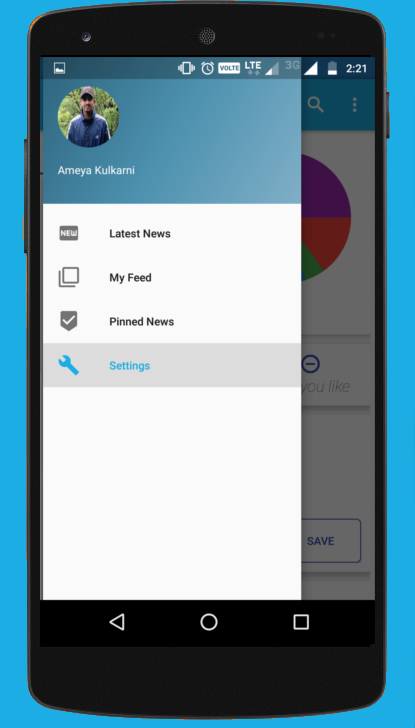 VOLTE LTE 3G 2:21
Ameya Kulkarni
NEW Latest News
My Feed
Pinned News
Settings
you like
SAVE